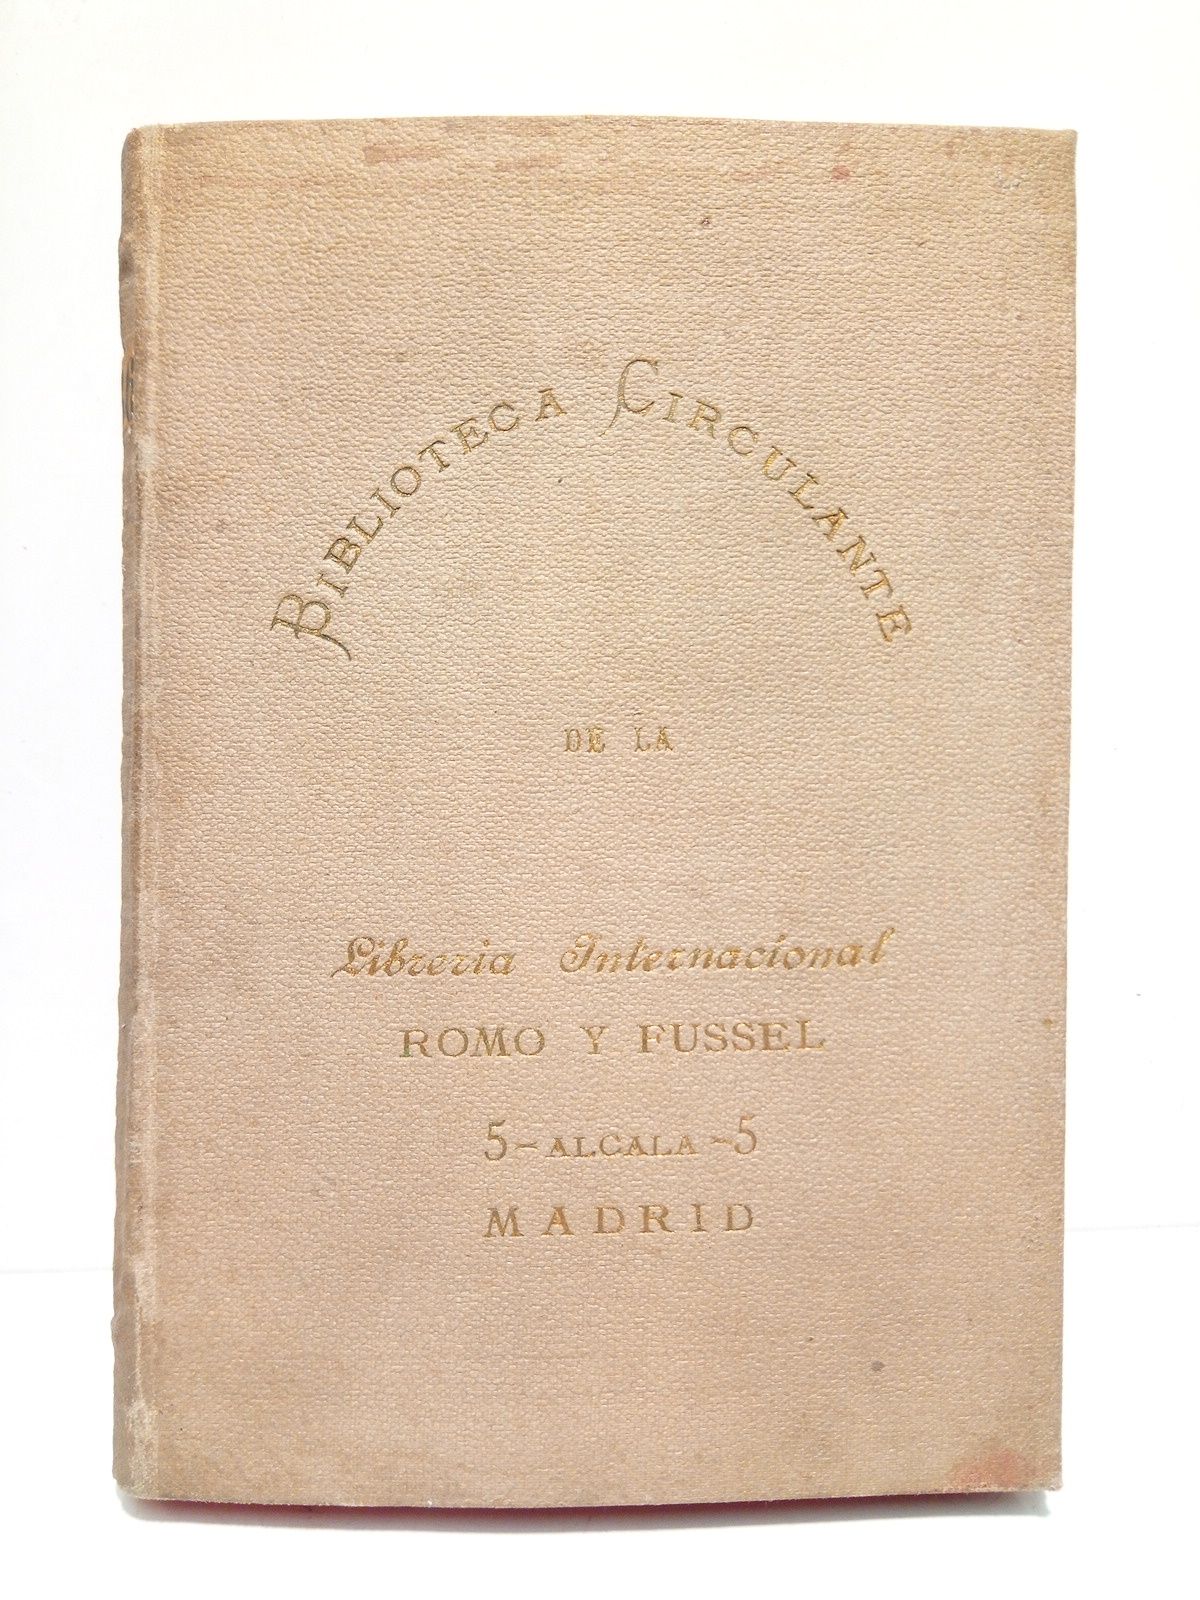 BIBLIOTECA CIRCULANTE
DE LA
Libreria Internacional
ROMO Y FUSSEL
5-ALCALA-5
MADRID